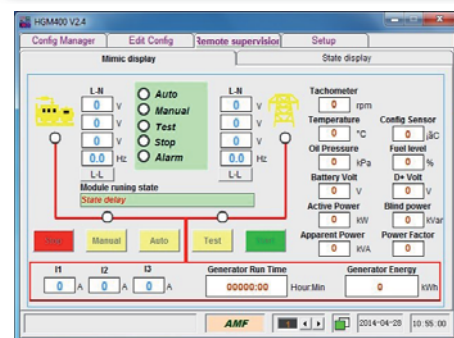 HGM400 V2.4
Config Manager Edit Config Remote supervision Setup
Mimic display State display
L-N L-N Tachometer
0 V Auto 0 V 0 rpm
Manual Temperature Config Sensor
0 V Test 0 V 0 °C 0
Oil Pressure Fuel level
0 V Stop 0 V 0 kPa 0 %
Battery Volt D+ Volt
0.0 Hz Alarm 0.0 Hz 0 V 0 V
L-L L-L
Module runing state Active Power Blind power
State delay 0 kW 0 kVar
Apparent Power Power Factor
Manual Auto Test 0 kVA 0
I1 I2 I3 Generator Run Time Generator Energy
0 A 0 A 0 A 00000:00 Hour:Min 0 kWh
AMF 1 2014-04-28 10:55:00